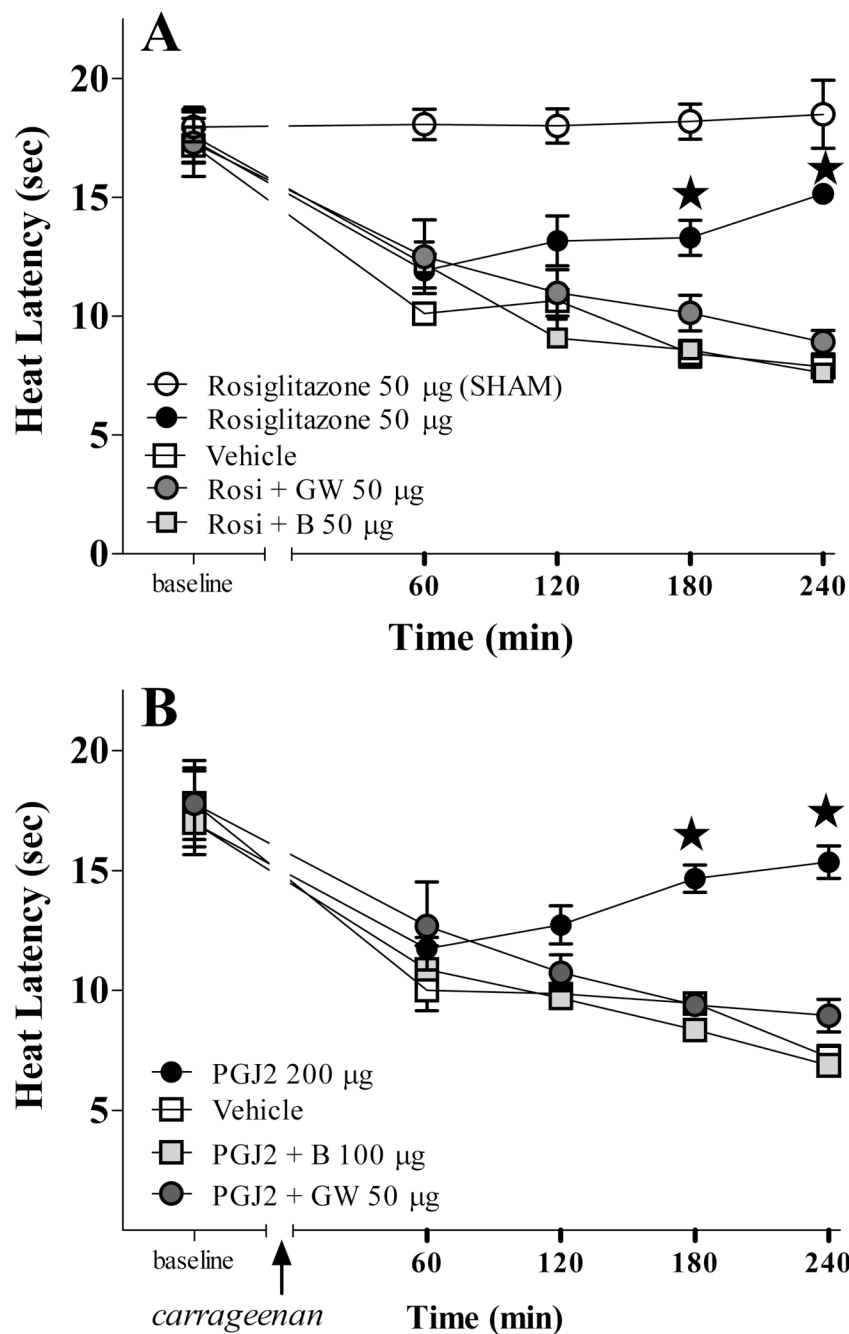 A
20
15
10
5
0
Heat Latency (sec)
Rosiglitazone 50 μg (SHAM)
Rosiglitazone 50 μg
Vehicle
Rosi + GW 50 μg
Rosi + B 50 μg
baseline
60
120
180
240
Time (min)
B
20
15
10
5
Heat Latency (sec)
PGJ2 200 μg
Vehicle
PGJ2 + B 100 μg
PGJ2 + GW 50 μg
baseline
60
120
180
240
carrageenan
Time (min)